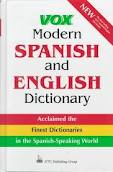 VOX
NEW
Modern
SPANISH
and
ENGLISH
Dictionary
Acclaimed the
Finest Dictionaries
in the Spanish-Speaking World
NTC Publishing Group